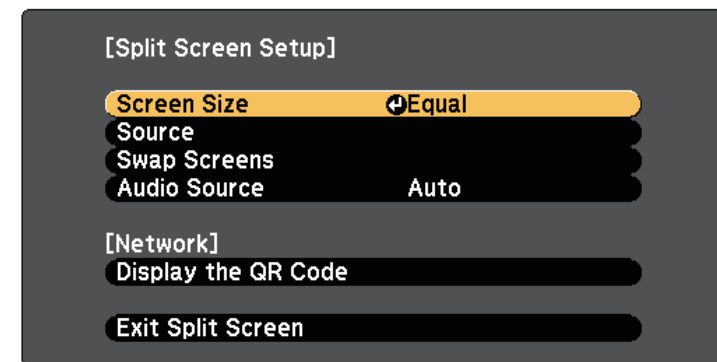 [Split Screen Setup]
Screen Size Equal
Source
Swap Screens
Audio Source Auto
[Network]
Display the QR Code
Exit Split Screen